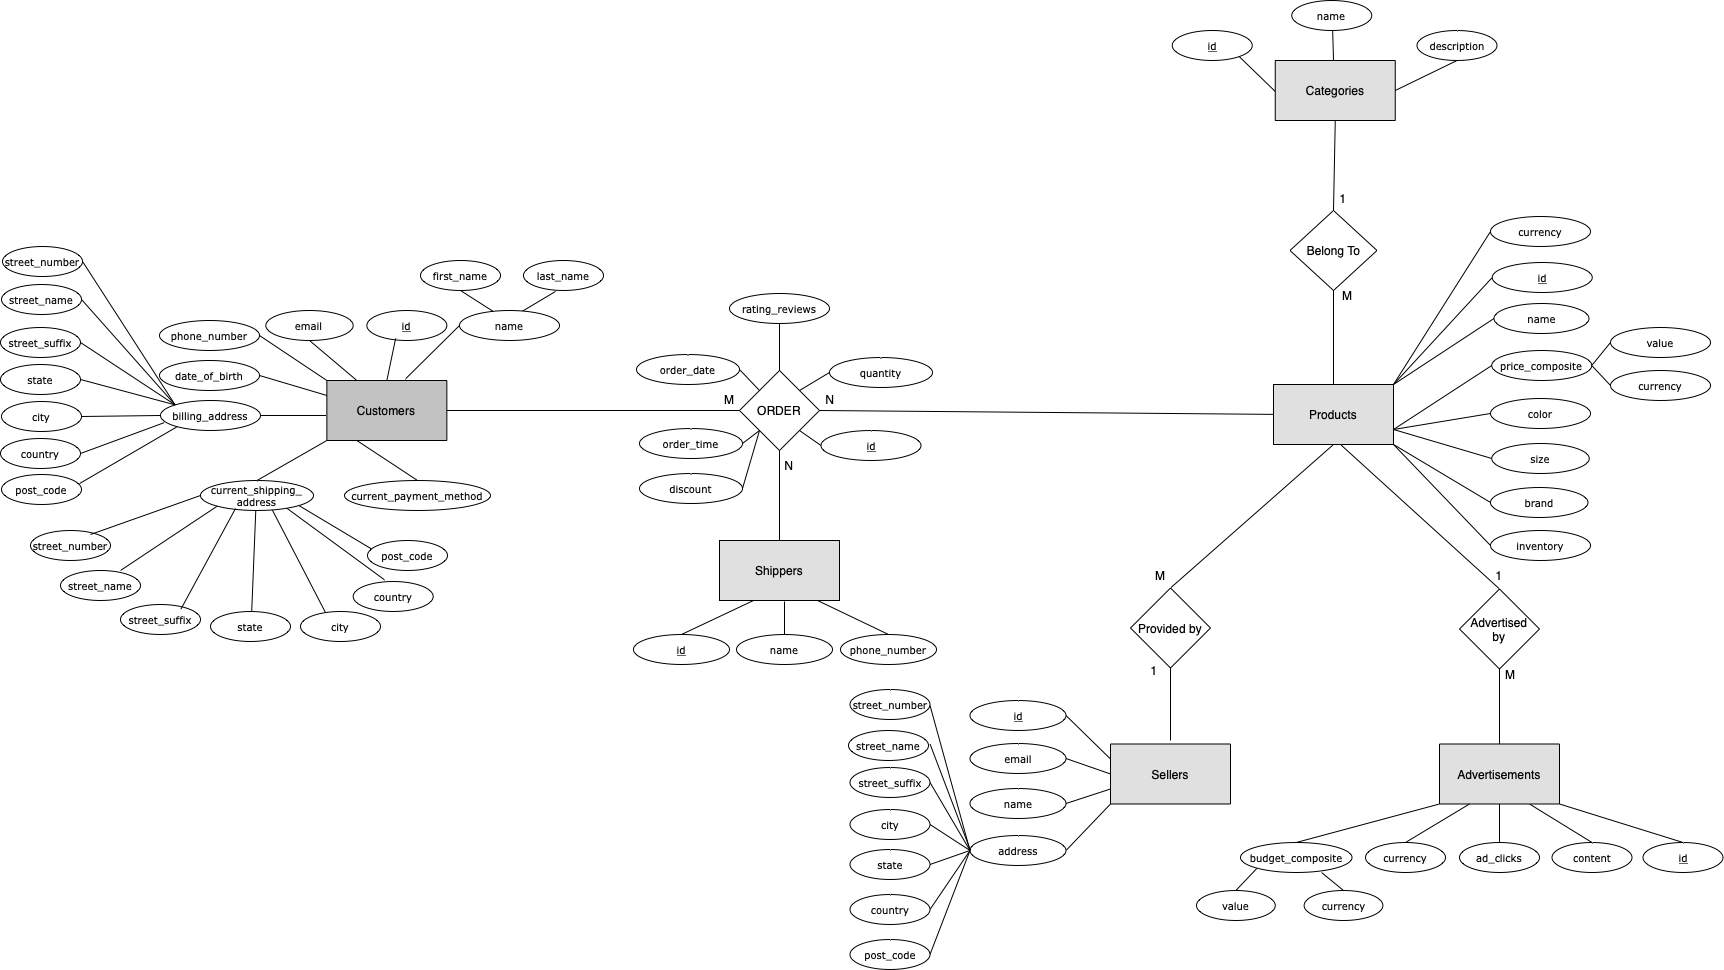 name
id
description
Categories
1
Belong To
M
currency
id
name
price_composite
value
currency
color
size
brand
inventory
Products
street_number
street_name
street_suffix
state
city
country
post_code
billing_address
phone_number
date_of_birth
email
id
first_name
last_name
name
Customers
current_shipping_
address
current_payment_method
street_number
street_name
street_suffix
state
city
country
post_code
rating_reviews
order_date
quantity
M
ORDER
N
order_time
id
discount
N
Shippers
id
name
phone_number
M
Provided by
1
1
Advertised
by
M
street_number
street_name
street_suffix
city
state
country
post_code
id
email
name
address
Sellers
Advertisements
budget_composite
currency
ad_clicks
content
id
value
currency